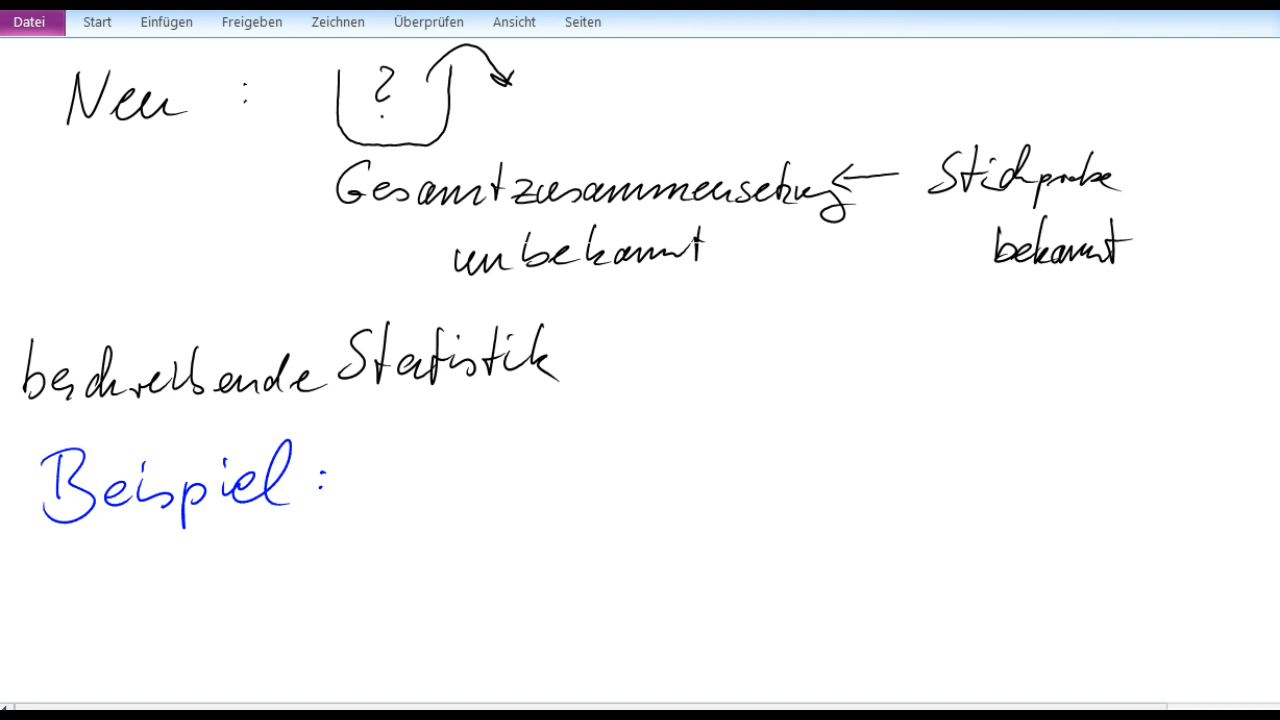 Datei Start Einfügen Freigeben Zeichnen Überprüfen Ansicht Seiten
Neu : ?
Gesamtzusammensetzung ← Stichprobe
unbekannt bekannt
beschreibende Statistik
Beispiel :